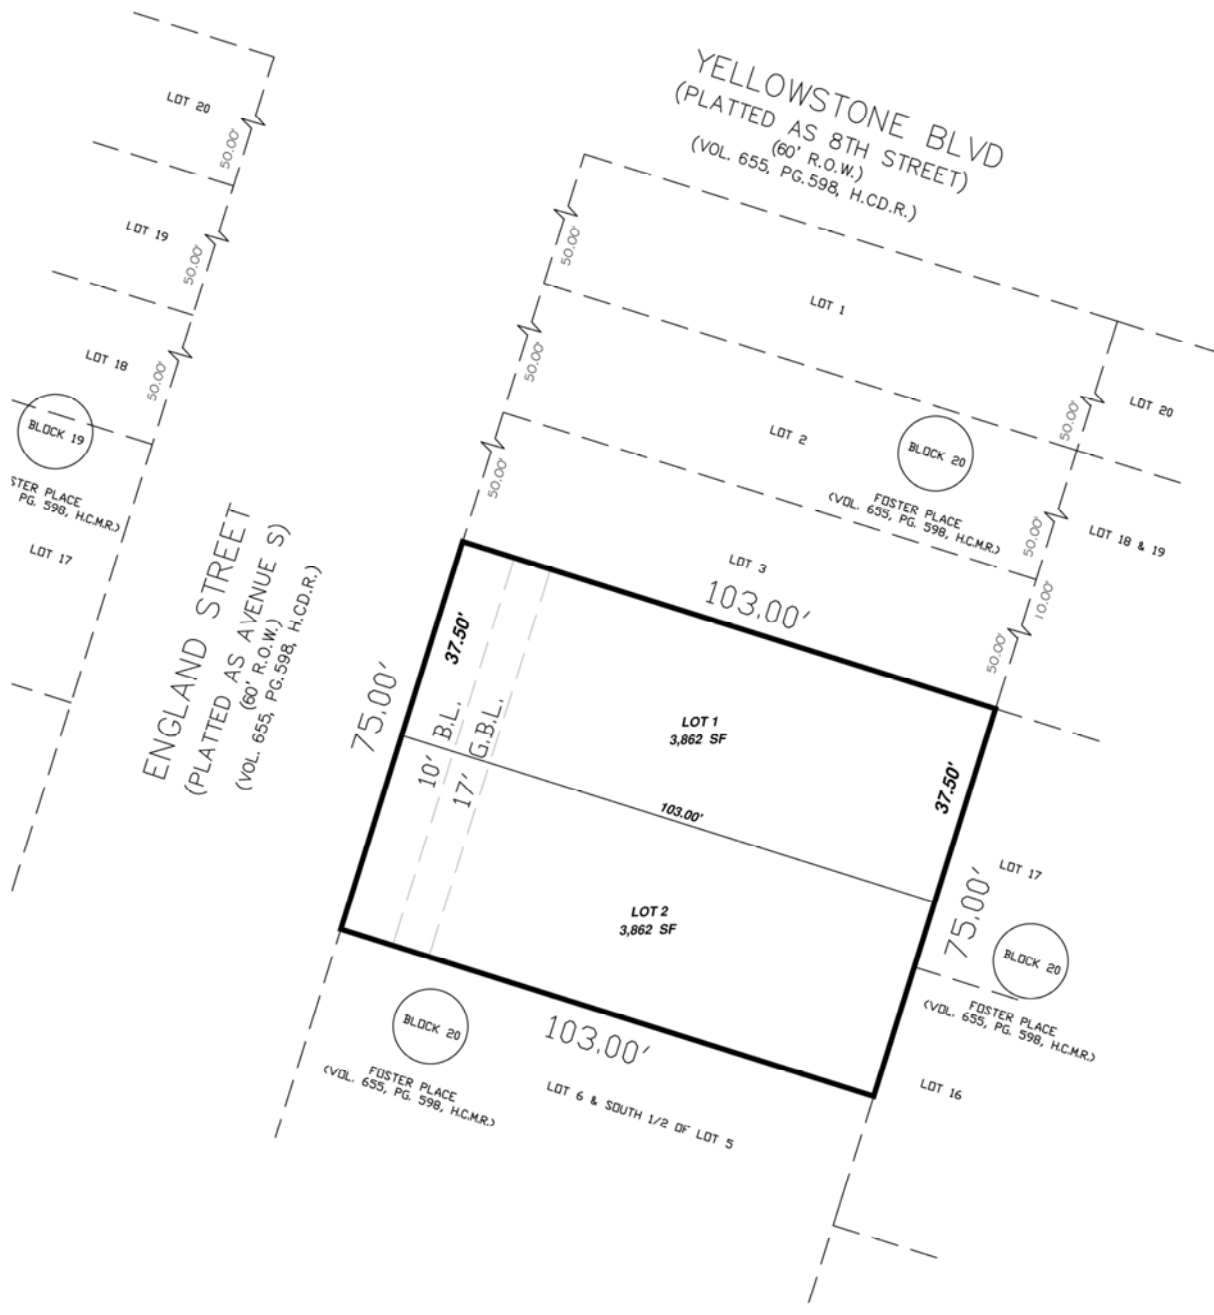 YELLOWSTONE BLVD
(PLATTED AS 8TH STREET)
(60' R.O.W.)
(VOL. 655, PG.598, H.CD.R.)
LOT 20
50.00'
LOT 19
50.00'
LOT 18
50.00'
BLOCK 19
STER PLACE
PG. 598, H.C.M.R.)
LOT 17
ENGLAND STREET
(PLATTED AS AVENUE S)
(60' R.O.W.)
(VOL. 655, PG.598, H.CD.R.)
50.00'
LOT 1
50.00'
LOT 2
50.00'
LOT 3
BLOCK 20
FOSTER PLACE
(VOL. 655, PG. 598, H.C.M.R.)
50.00'
LOT 20
50.00'
LOT 18 & 19
10.00'
50.00'
103.00'
37.50'
75.00'
10' B.L.
17' G.B.L.
LOT 1
3,862 SF
37.50'
103.00'
LOT 2
3,862 SF
75.00'
LOT 17
BLOCK 20
FOSTER PLACE
(VOL. 655, PG. 598, H.C.M.R.)
LOT 16
103.00'
BLOCK 20
FOSTER PLACE
(VOL. 655, PG. 598, H.C.M.R.)
LOT 6 & SOUTH 1/2 OF LOT 5